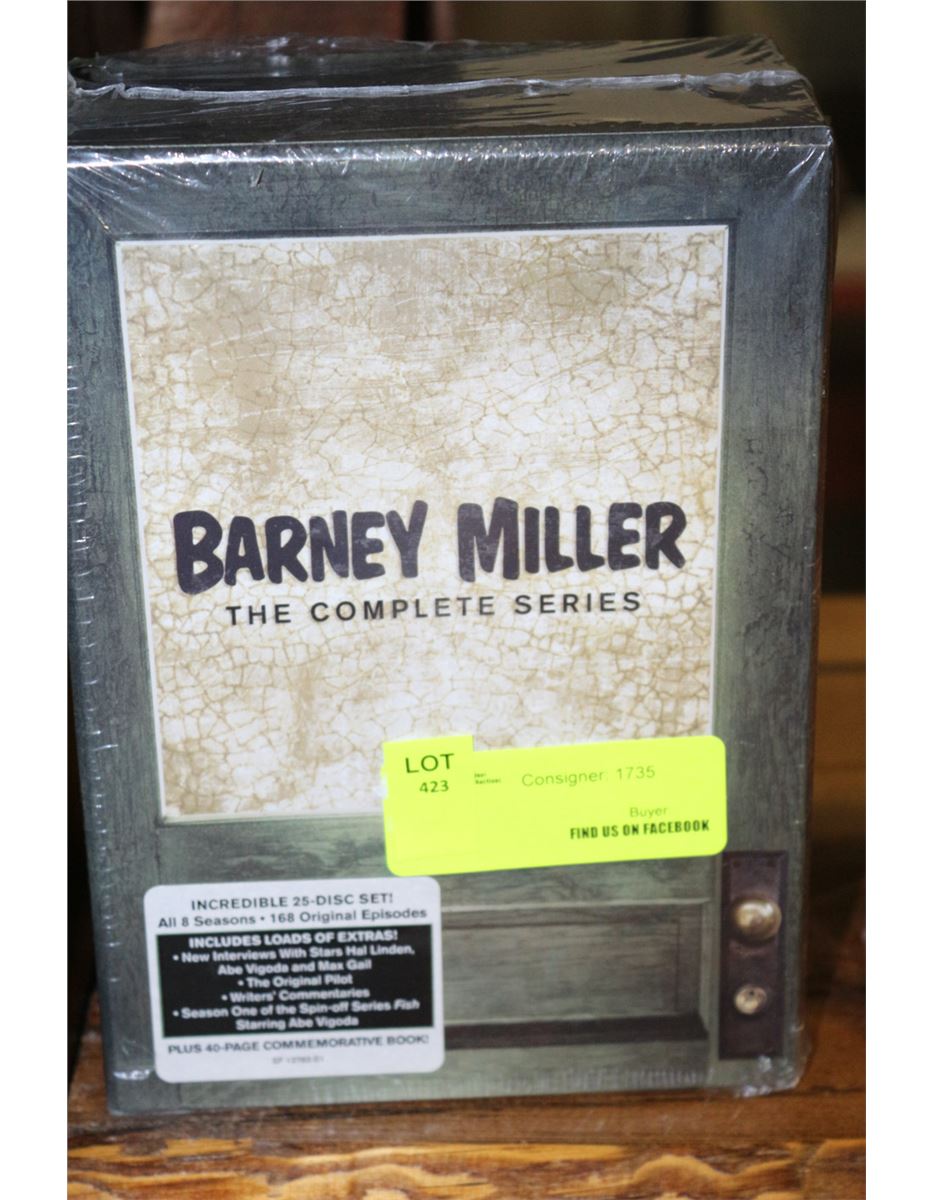 BARNEY MILLER
THE COMPLETE SERIES
LOT
423
Consigner: 1735
Buyer
FIND US ON FACEBOOK
INCREDIBLE 25-DISC SET!
All 8 Seasons • 168 Original Episodes
INCLUDES LOADS OF EXTRAS!
• New Interviews With Stars Hal Linden,
Abe Vigoda and Max Gail
• The Original Pilot
• Writers' Commentaries
• Season One of the Spin-off Series Fish
Starring Abe Vigoda
PLUS 40-PAGE COMMEMORATIVE BOOK!